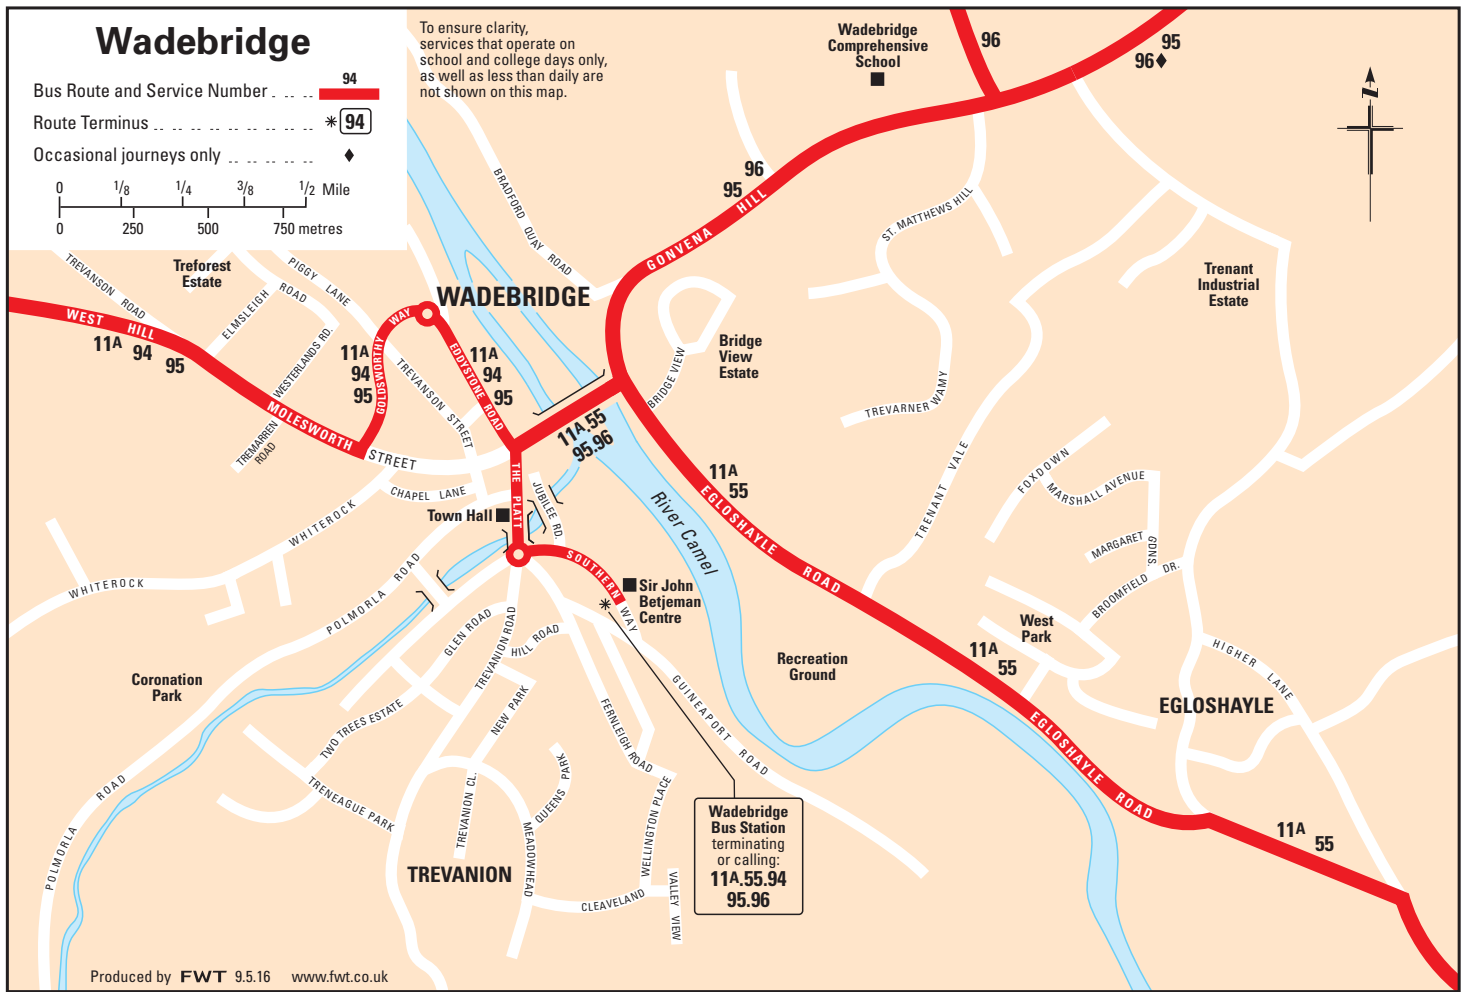 Wadebridge
Bus Route and Service Number
94
Route Terminus
✳ 94
Occasional journeys only
♦
0 1/8 1/4 3/8 1/2 Mile
0 250 500 750 metres
To ensure clarity,
services that operate on
school and college days only,
as well as less than daily are
not shown on this map.
Wadebridge
Comprehensive
School
96
95
96♦
N
96
95
GONVENA HILL
BRADFORD QUAY ROAD
ST. MATTHEWS HILL
Trenant
Industrial
Estate
TREVANSON ROAD
Treforest
Estate
PIGGY LANE
ELMSLEIGH ROAD
WESTERLANDS RD.
TREMARREN
ROAD
WADEBRIDGE
WEST HILL
11A 94 95
MOLESWORTH
STREET
GOLDSWORTHY WAY
11A
94
95
TREVANSON STREET
EDDYSTONE ROAD
11A
94
95
Bridge
View
Estate
BRIDGE VIEW
TREVARNER WAMY
11A.55
95.96
THE PLATT
JUBILEE RD.
CHAPEL LANE
Town Hall
WHITEROCK
WHITEROCK
River Camel
11A
55
EGLOSHAYLE ROAD
TRENANT VALE
FOXDOWN
MARSHALL AVENUE
MARGARET
GDNS.
BROOMFIELD DR.
West
Park
POLMORLA ROAD
SOUTHERN
WAY
✳
Sir John
Betjeman
Centre
GLEN ROAD
TREVANION ROAD
HILL ROAD
Recreation
Ground
11A
55
HIGHER LANE
EGLOSHAYLE
Coronation
Park
TWO TREES ESTATE
NEW PARK
FERNLEIGH ROAD
GUINEAPORT ROAD
EGLOSHAYLE ROAD
POLMORLA ROAD
TRENEAGUE PARK
TREVANION CL.
QUEENS PARK
MEADOWHEAD
WELLINGTON PLACE
Wadebridge
Bus Station
terminating
or calling:
11A.55.94
95.96
11A
55
TREVANION
CLEAVELAND
VALLEY VIEW
Produced by FWT 9.5.16 www.fwt.co.uk